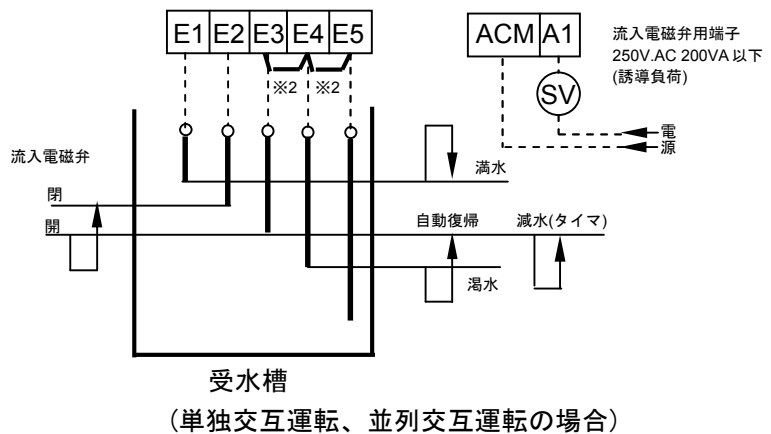 E1 E2 E3 E4 E5
ACM A1
流入電磁弁用端子
250V.AC 200VA 以下
(誘導負荷)
※2 ※2
SV
電
源
流入電磁弁
満水
閉
開
自動復帰
減水(タイマ)
渇水
受水槽
(単独交互運転、並列交互運転の場合)